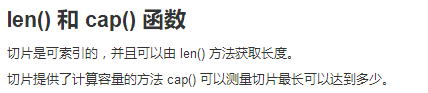 len() 和 cap() 函数
切片是可索引的，并且可以由 len() 方法获取长度。
切片提供了计算容量的方法 cap() 可以测量切片最长可以达到多少。